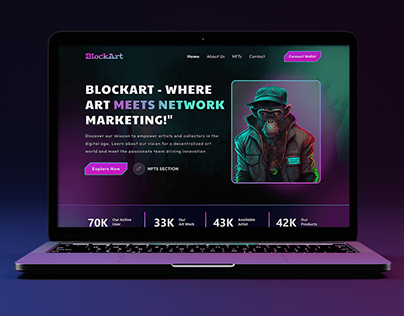 BlockArt
Home About Us NFTs Contact
Connect Wallet
BLOCKART - WHERE
ART MEETS NETWORK
MARKETING!"
Discover our mission to empower artists and collectors in the
digital age. Learn about our vision for a decentralized art
world and meet the passionate team driving innovation
Explore Now NFTS SECTION
70K Our Active User
33K Our Art Work
43K Available Artist
42K Our Products